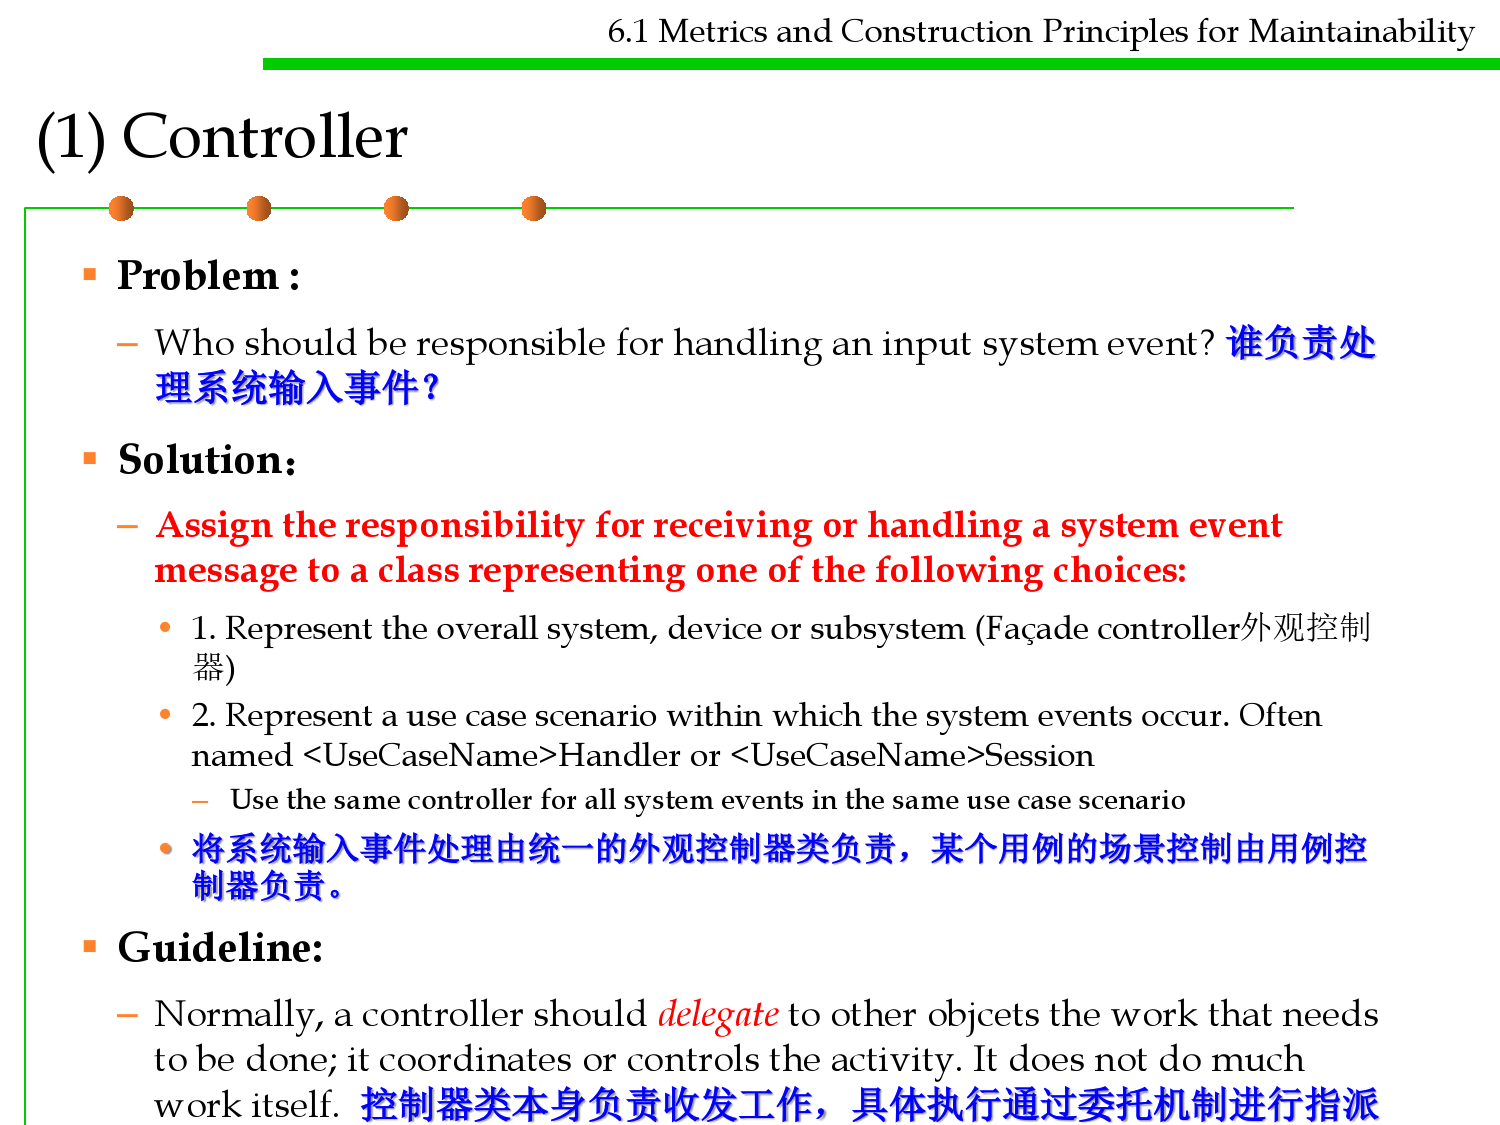 6.1 Metrics and Construction Principles for Maintainability
(1) Controller
Problem :
– Who should be responsible for handling an input system event? 谁负责处
理系统输入事件？
Solution：
– Assign the responsibility for receiving or handling a system event
message to a class representing one of the following choices:
• 1. Represent the overall system, device or subsystem (Façade controller外观控制
器)
• 2. Represent a use case scenario within which the system events occur. Often
named <UseCaseName>Handler or <UseCaseName>Session
– Use the same controller for all system events in the same use case scenario
• 将系统输入事件处理由统一的外观控制器类负责，某个用例的场景控制由用例控
制器负责。
Guideline:
– Normally, a controller should delegate to other objcets the work that needs
to be done; it coordinates or controls the activity. It does not do much
work itself. 控制器类本身负责收发工作，具体执行通过委托机制进行指派